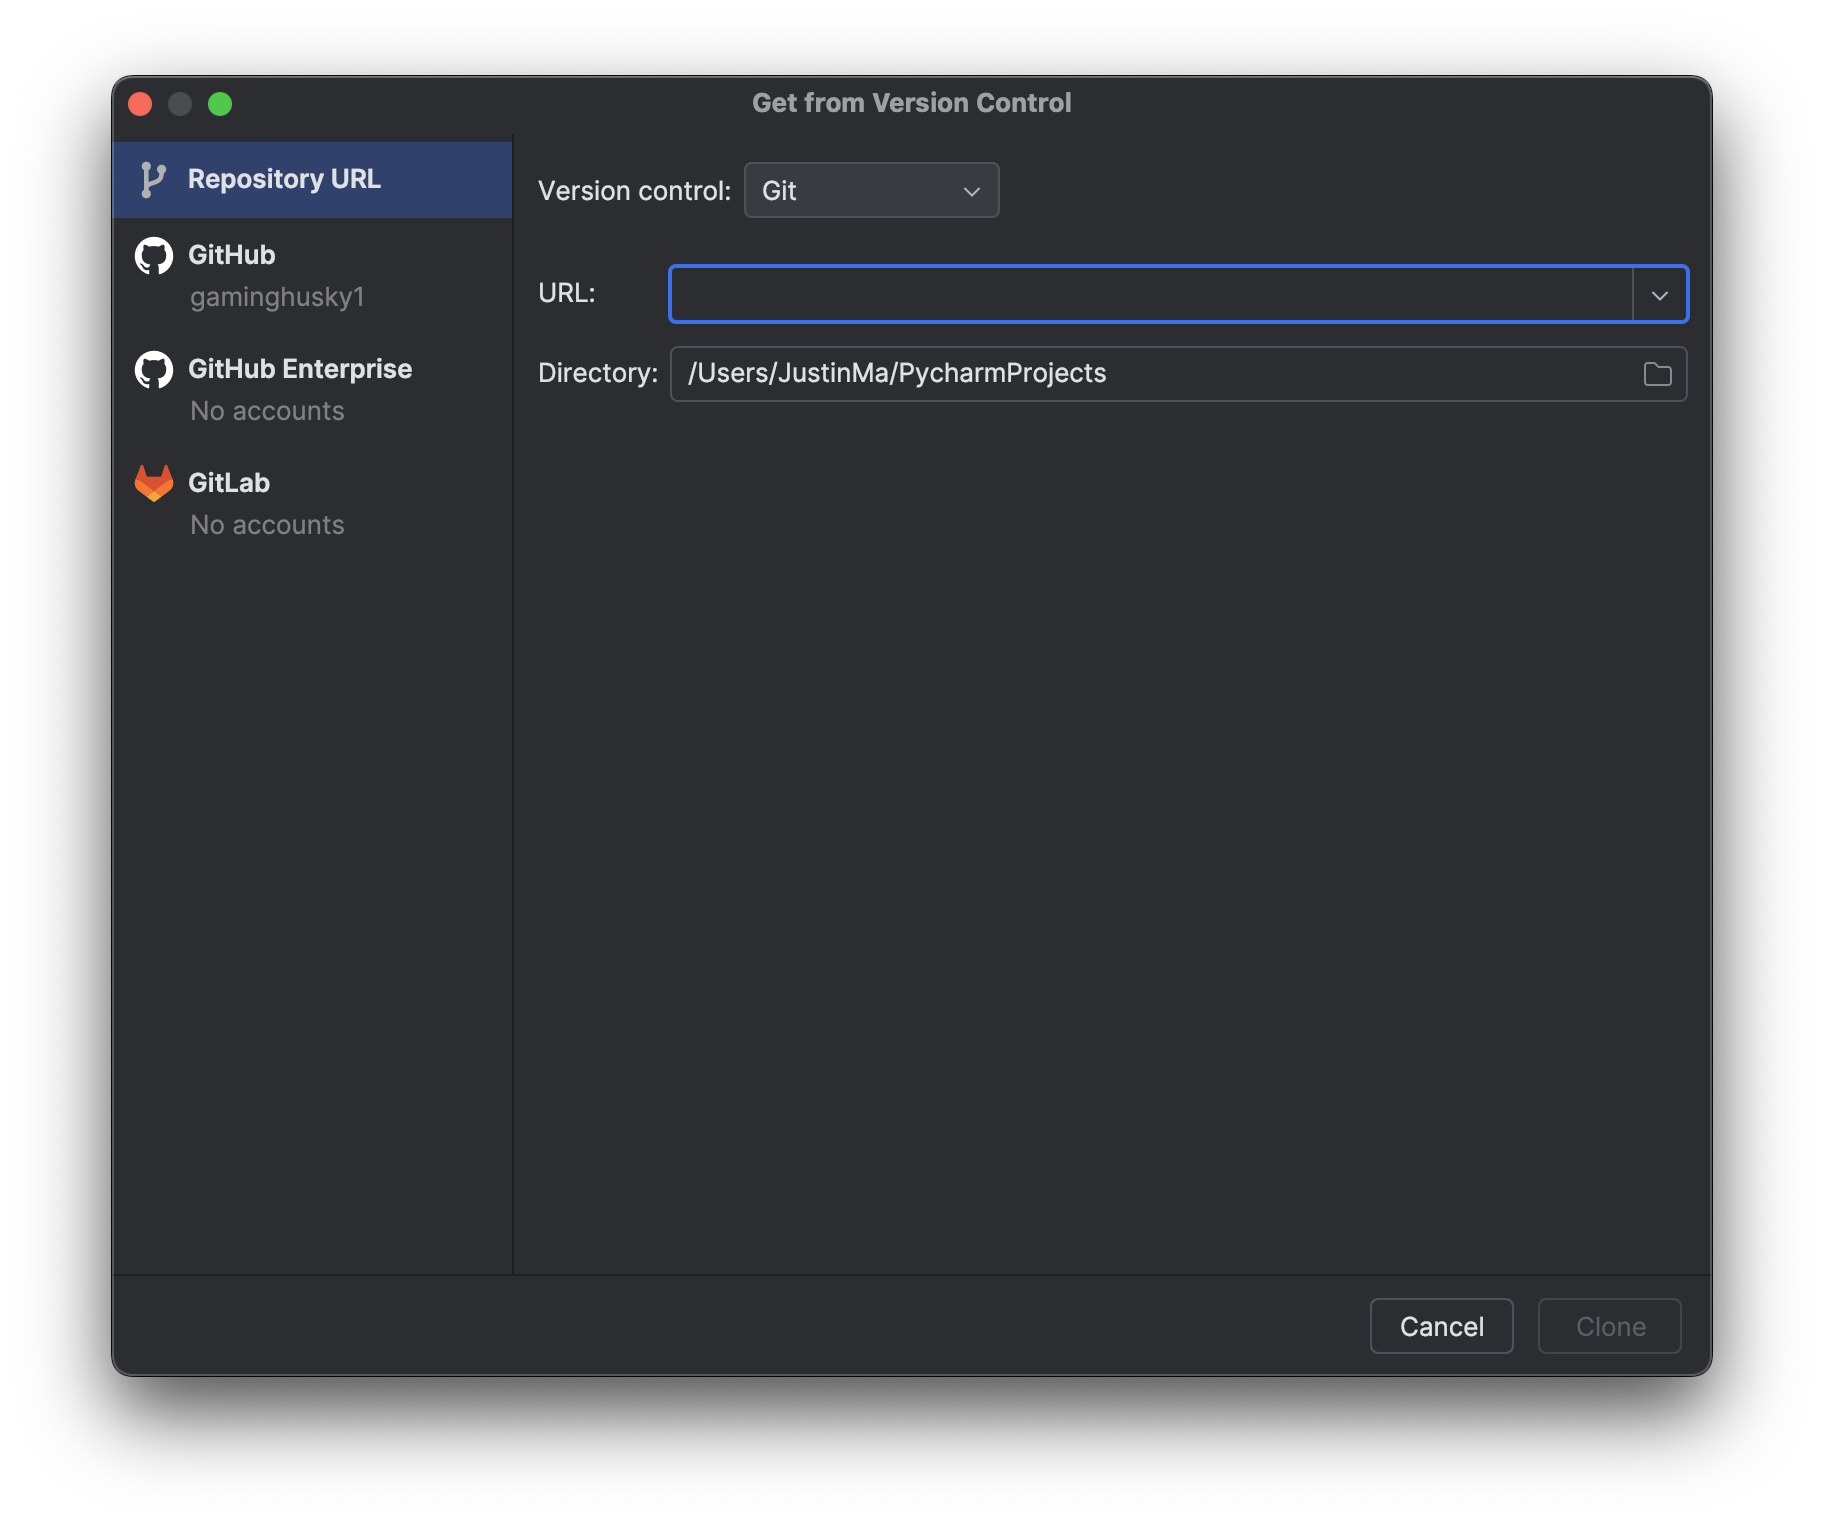 Get from Version Control
Repository URL
GitHub
gaminghusky1
GitHub Enterprise
No accounts
GitLab
No accounts
Version control: Git
URL:
Directory: /Users/JustinMa/PycharmProjects
Cancel Clone